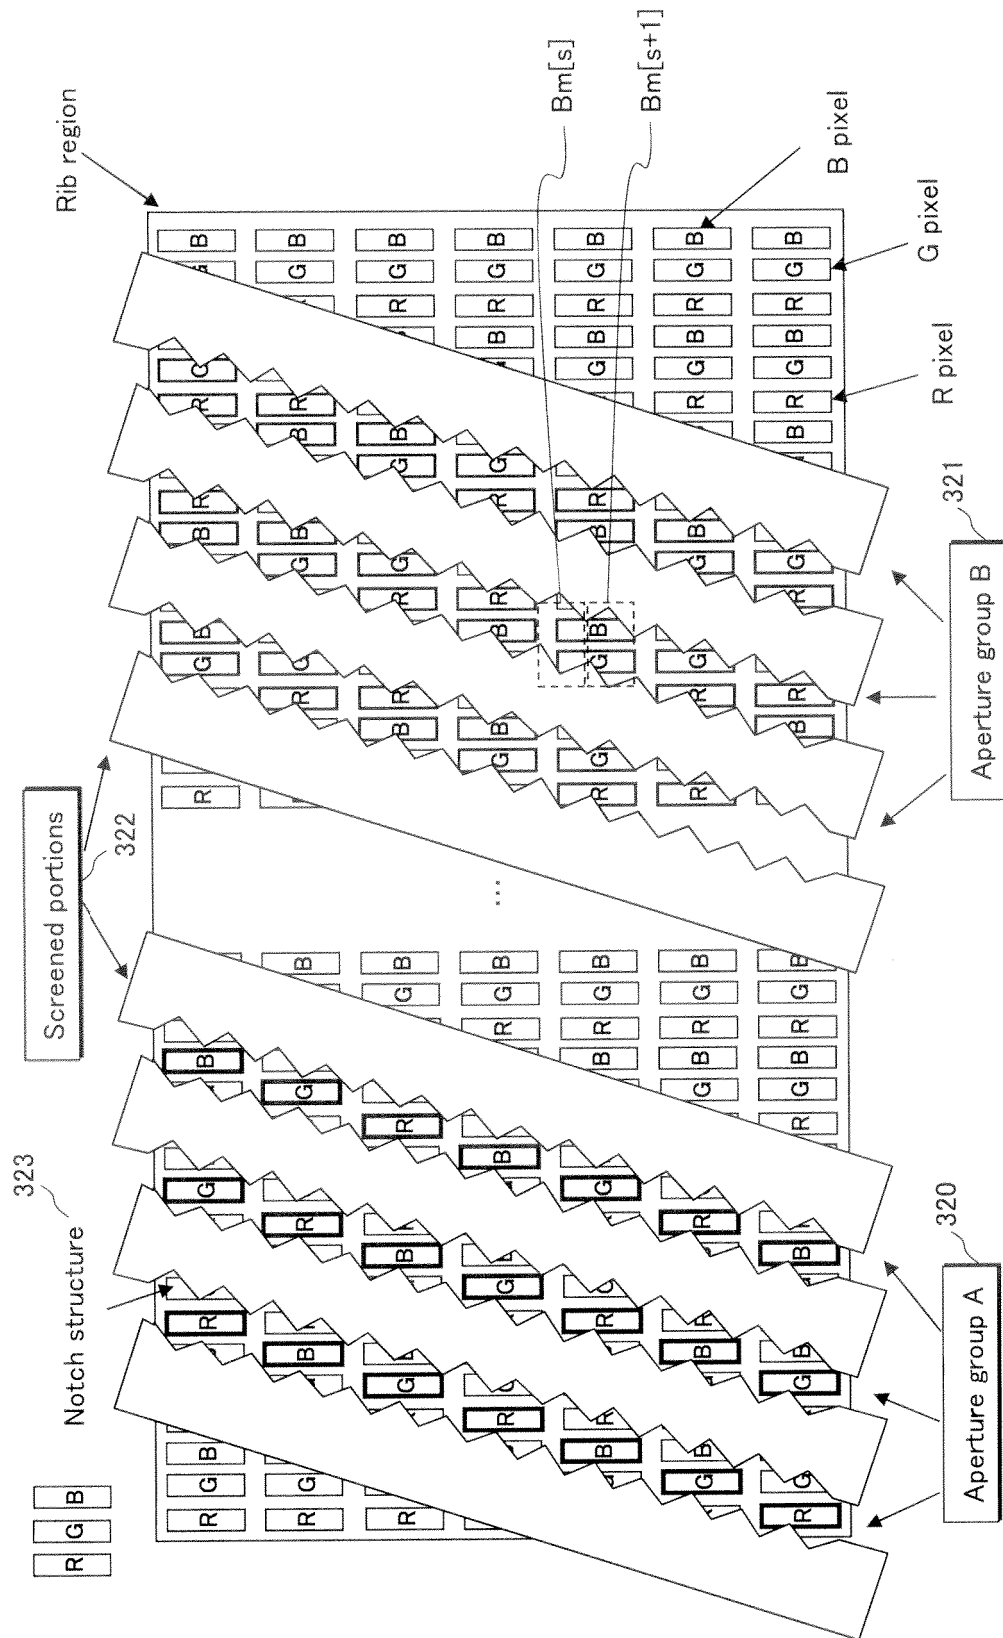 R G B
Notch structure
323
Screened portions
322
Rib region
R G B R G B R G B B R R G B
R G B R G B R G B B R G B
R G B R G B B R R G G B R G B
R G B R G B G B B R R G B R G B
B R G B R G B R G G B B R G B R G B
G B B R G B R G B R G R G G B R G B R G B
R G G B B R G B R G B B R R G B R G B R G B
...
Bm[s]
Bm[s+1]
R pixel
G pixel
B pixel
320
Aperture group A
321
Aperture group B